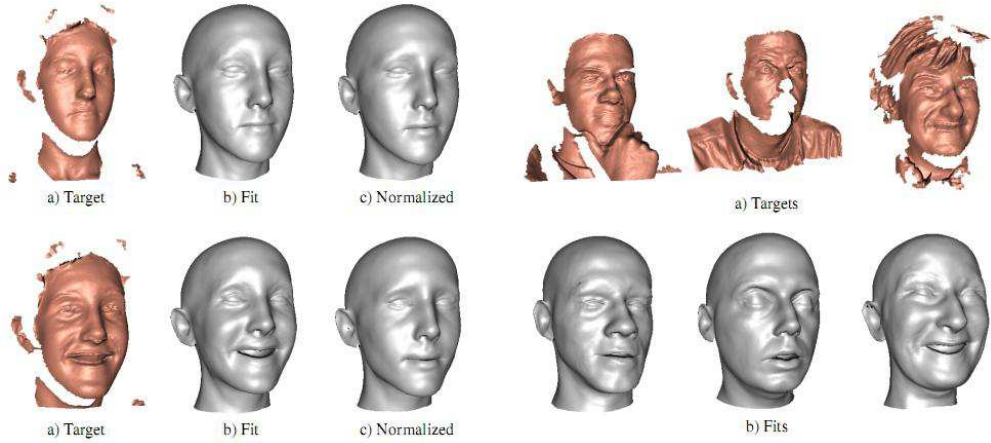 a) Target
b) Fit
c) Normalized
a) Targets
a) Target
b) Fit
c) Normalized
b) Fits